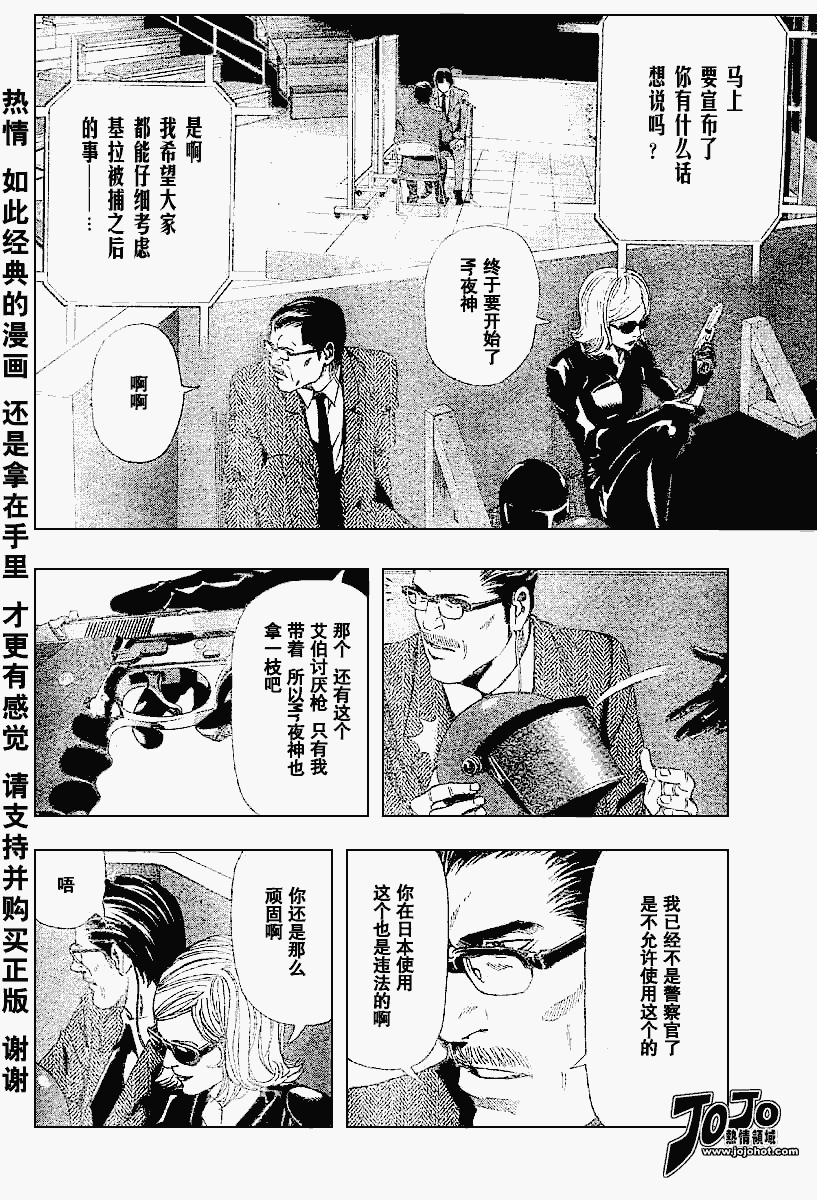 马上
要宣布了
你有什么话
想说吗？
是啊
我希望大家
都能仔细考虑
基拉被捕之后
的事——…
终于要开始了
Mr夜神
啊
啊
那个 还有这个
艾伯讨厌枪 只有我
带着 所以Mr夜神也
拿一枝吧
我已经不是警察官了
是不允许使用这个的
你在日本使用
这个也是违法的啊
你还是那么
顽固啊
唔
热情 如此经典的漫画 还是拿在手里 才更有感觉 请支持并购买正版 谢谢
JOJO
熱情領域
www.jojohot.com